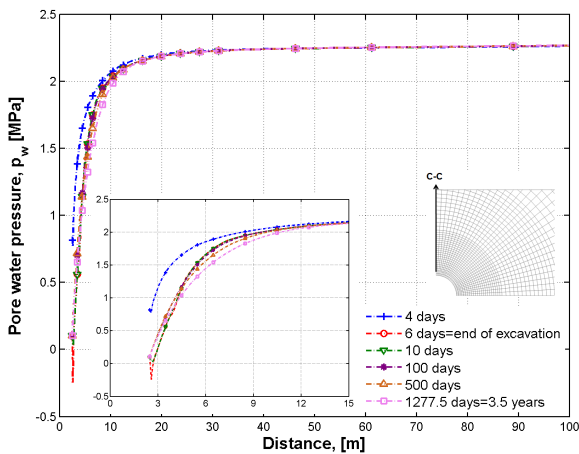 2.5
2
1.5
1
0.5
0
-0.5
Pore water pressure, pw [MPa]
0 10 20 30 40 50 60 70 80 90 100
Distance, [m]
2.5
2
1.5
1
0.5
0
-0.5
0 3 6 9 12 15
C-C
4 days
6 days=end of excavation
10 days
100 days
500 days
1277.5 days=3.5 years